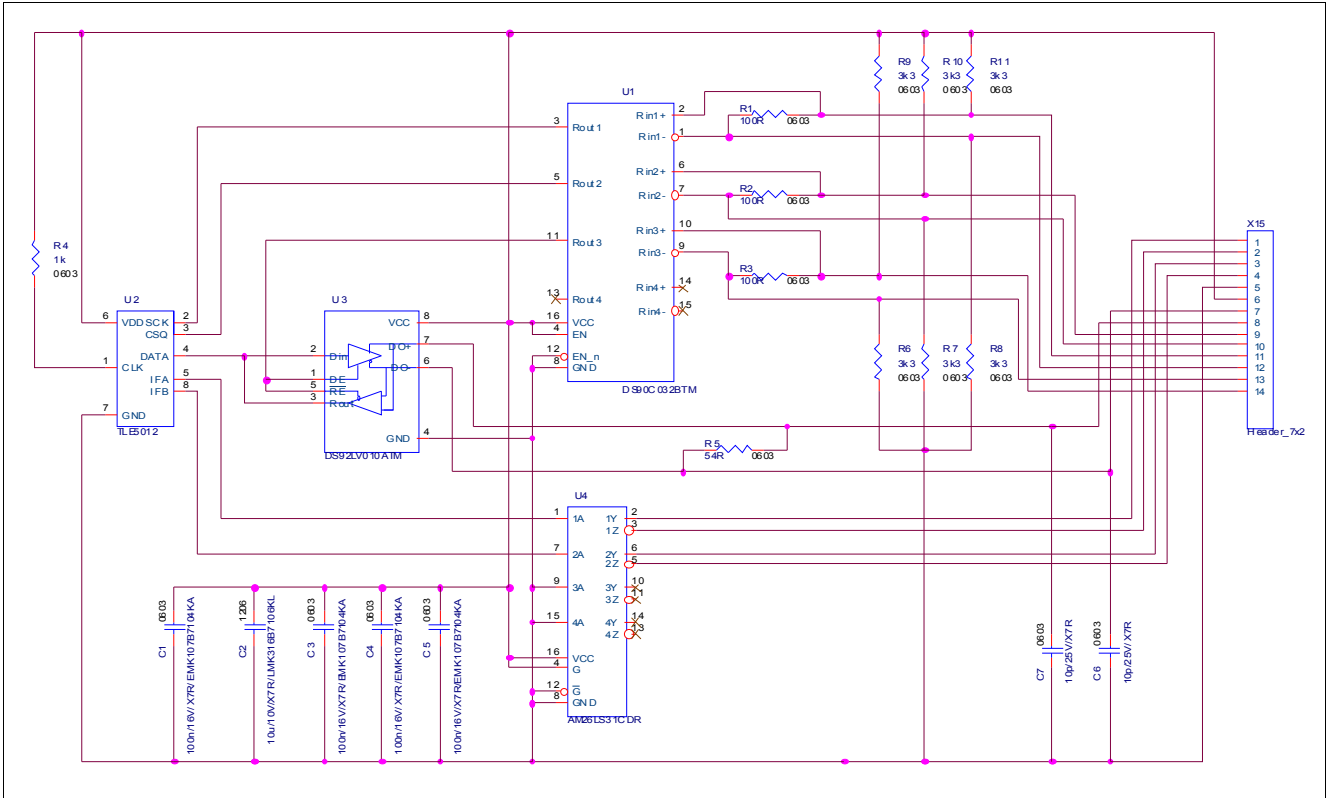 R9
3k3
0603
R10
3k3
0603
R11
3k3
0603
U1
3
Rout1
5
Rout2
11
Rout3
13
Rout4
16
VCC
4
EN
12
EN_n
8
GND
Rin1+
2
Rin1-
1
Rin2+
6
Rin2-
7
Rin3+
10
Rin3-
9
Rin4+
14
Rin4-
15
DS90C032BTM
R1
100R
0603
R2
100R
0603
R3
100R
0603
R4
1k
0603
U2
6
VDD
SCK
2
CSQ
3
DATA
4
1
CLK
IFA
5
IFB
8
7
GND
TLE5012
U3
VCC
8
DO+
7
DO-
6
2
Din
1
DE
5
RE
3
Rout
GND
4
DS92LV010ATM
R6
3k3
0603
R7
3k3
0603
R8
3k3
0603
X15
1
2
3
4
5
6
7
8
9
10
11
12
13
14
Header_7x2
R5
54R
0603
U4
1
1A
7
2A
9
3A
15
4A
16
VCC
4
G
12
G
8
GND
1Y
2
1Z
3
2Y
6
2Z
5
3Y
10
3Z
11
4Y
14
4Z
13
AM26LS31CDR
C1
0603
100n/16V/X7R/EMK107B7104KA
C2
1206
10u/10V/X7R/LMK316B7106KL
C3
0603
100n/16V/X7R/EMK107B7104KA
C4
0603
100n/16V/X7R/EMK107B7104KA
C5
0603
100n/16V/X7R/EMK107B7104KA
C7
0603
10p/25V/X7R
C6
0603
10p/25V/X7R